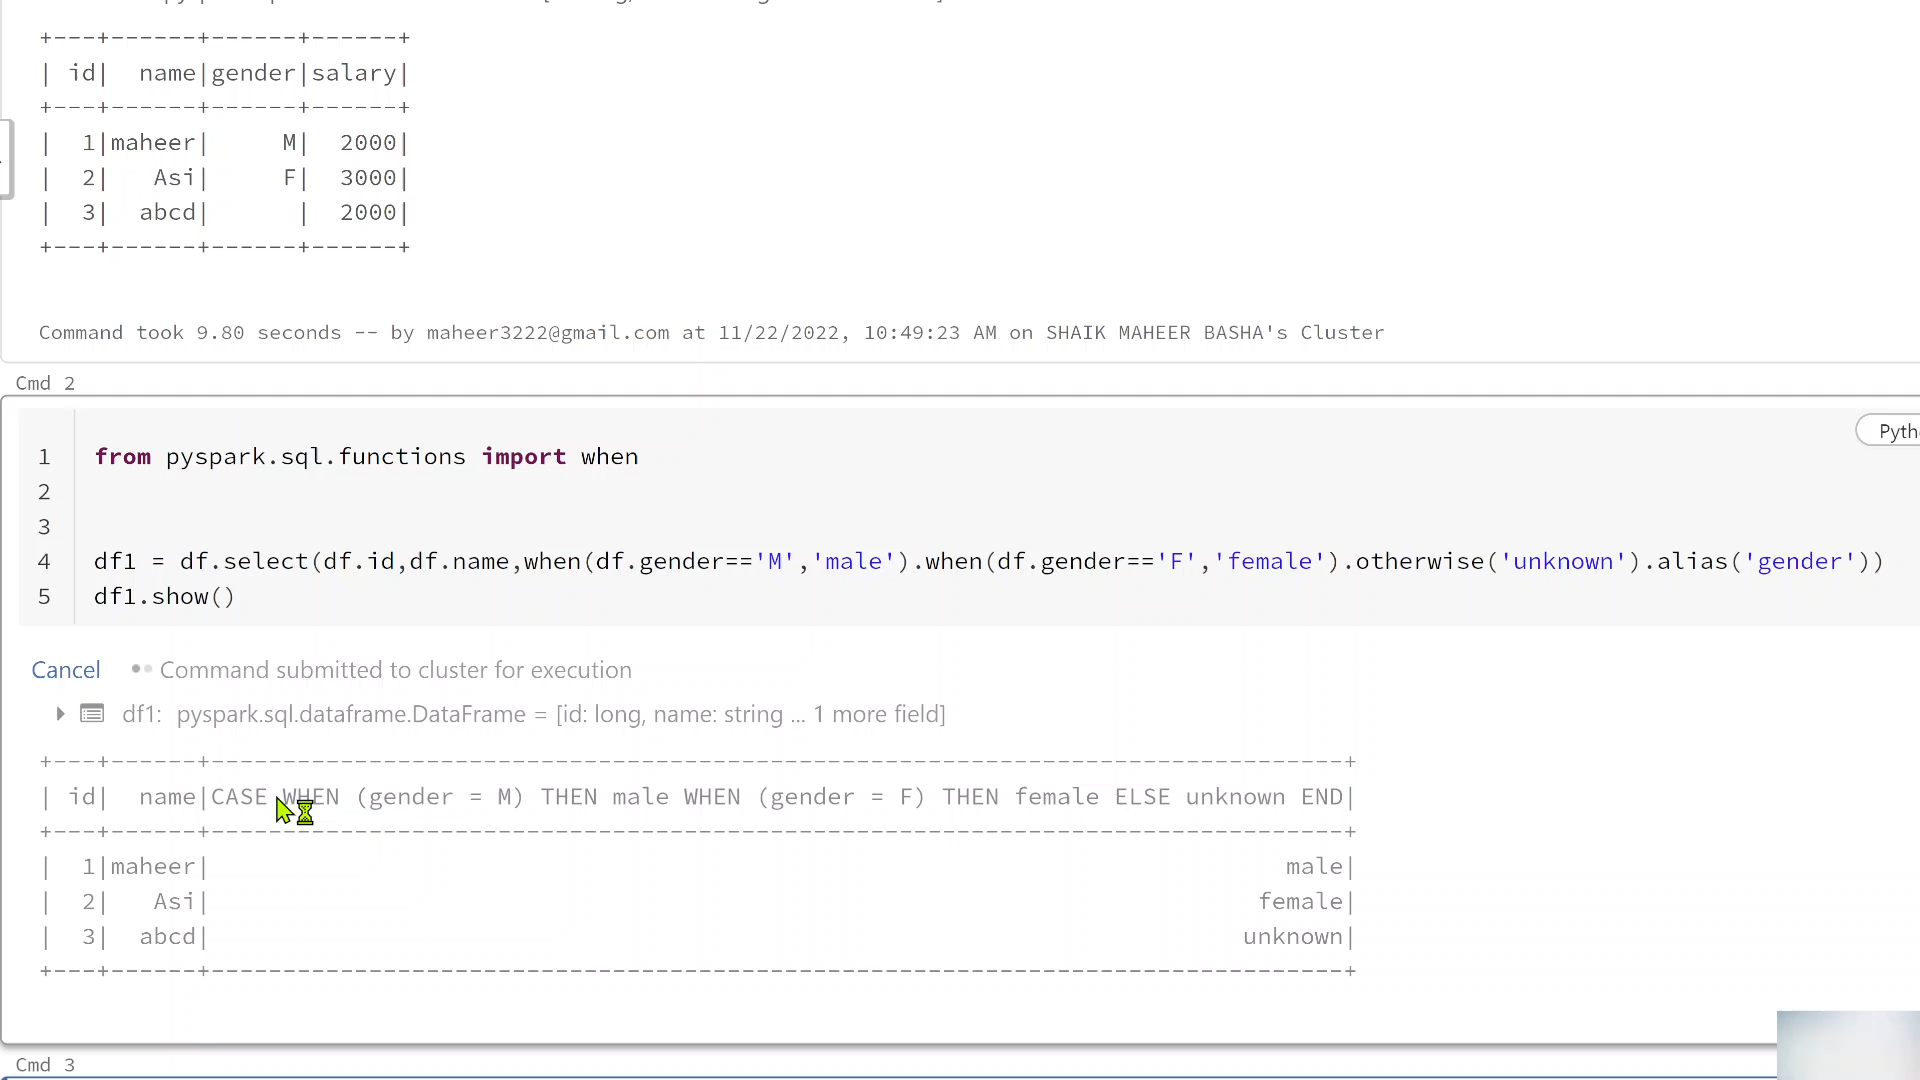 +---+------+------+------+
| id|  name|gender|salary|
+---+------+------+------+
|  1|maheer|     M|  2000|
|  2|   Asi|     F|  3000|
|  3|  abcd|      |  2000|
+---+------+------+------+
Command took 9.80 seconds -- by maheer3222@gmail.com at 11/22/2022, 10:49:23 AM on SHAIK MAHEER BASHA's Cluster
Cmd 2
Pyth
1 from pyspark.sql.functions import when
2
3
4 df1 = df.select(df.id,df.name,when(df.gender=='M','male').when(df.gender=='F','female').otherwise('unknown').alias('gender'))
5 df1.show()
Cancel Command submitted to cluster for execution
df1: pyspark.sql.dataframe.DataFrame = [id: long, name: string ... 1 more field]
+---+------+--------------------------------------------------------------------------------+
| id|  name|CASE WHEN (gender = M) THEN male WHEN (gender = F) THEN female ELSE unknown END|
+---+------+--------------------------------------------------------------------------------+
|  1|maheer|                                                                           male|
|  2|   Asi|                                                                         female|
|  3|  abcd|                                                                        unknown|
+---+------+--------------------------------------------------------------------------------+
Cmd 3